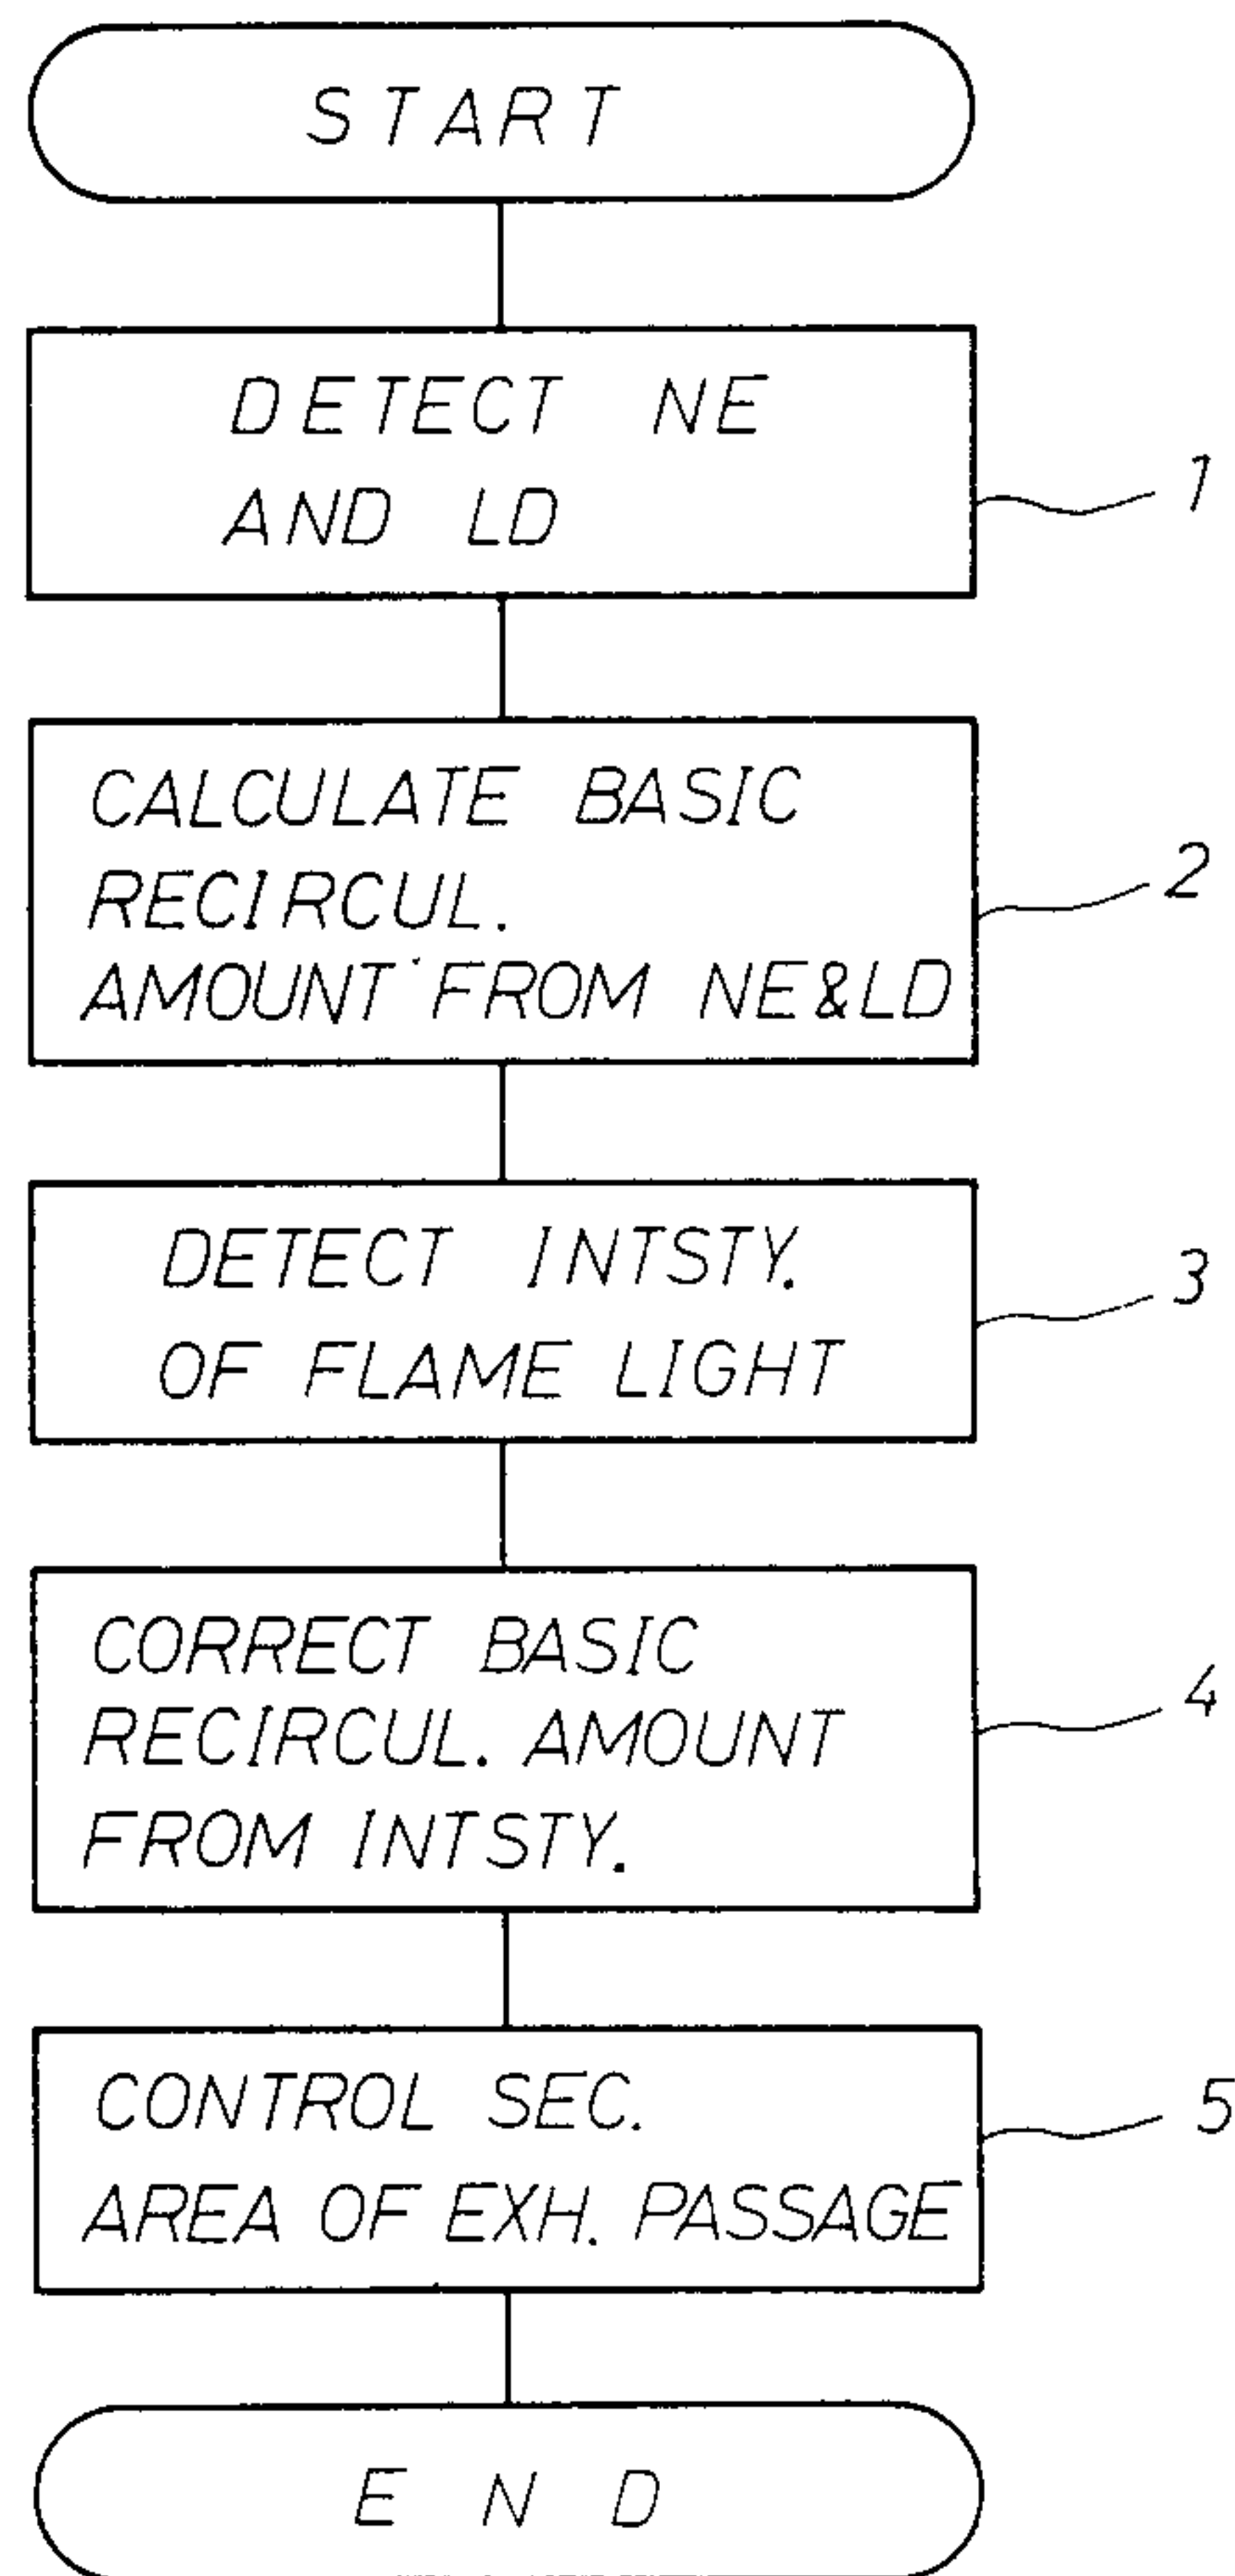 START
DETECT NE
AND LD
1
CALCULATE BASIC
RECIRCUL.
AMOUNT FROM NE&LD
2
DETECT INTSTY.
OF FLAME LIGHT
3
CORRECT BASIC
RECIRCUL. AMOUNT
FROM INTSTY.
4
CONTROL SEC.
AREA OF EXH. PASSAGE
5
END